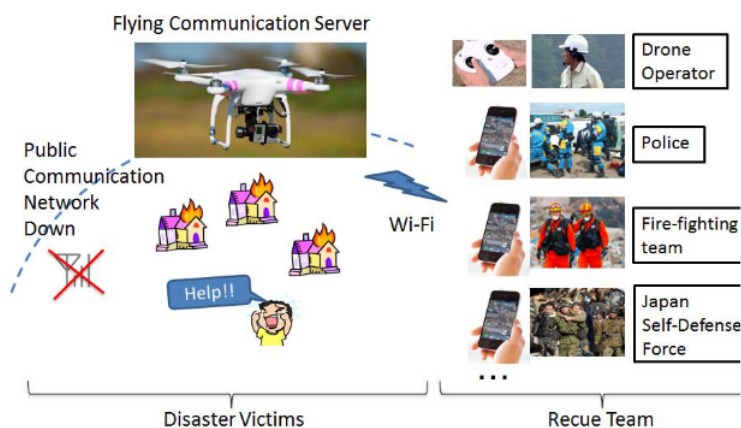 Flying Communication Server
Drone
Operator
Public
Communication
Network
Down
Police
Wi-Fi
Fire-fighting
team
Help!!
Japan
Self-Defense
Force
...
Disaster Victims
Recue Team